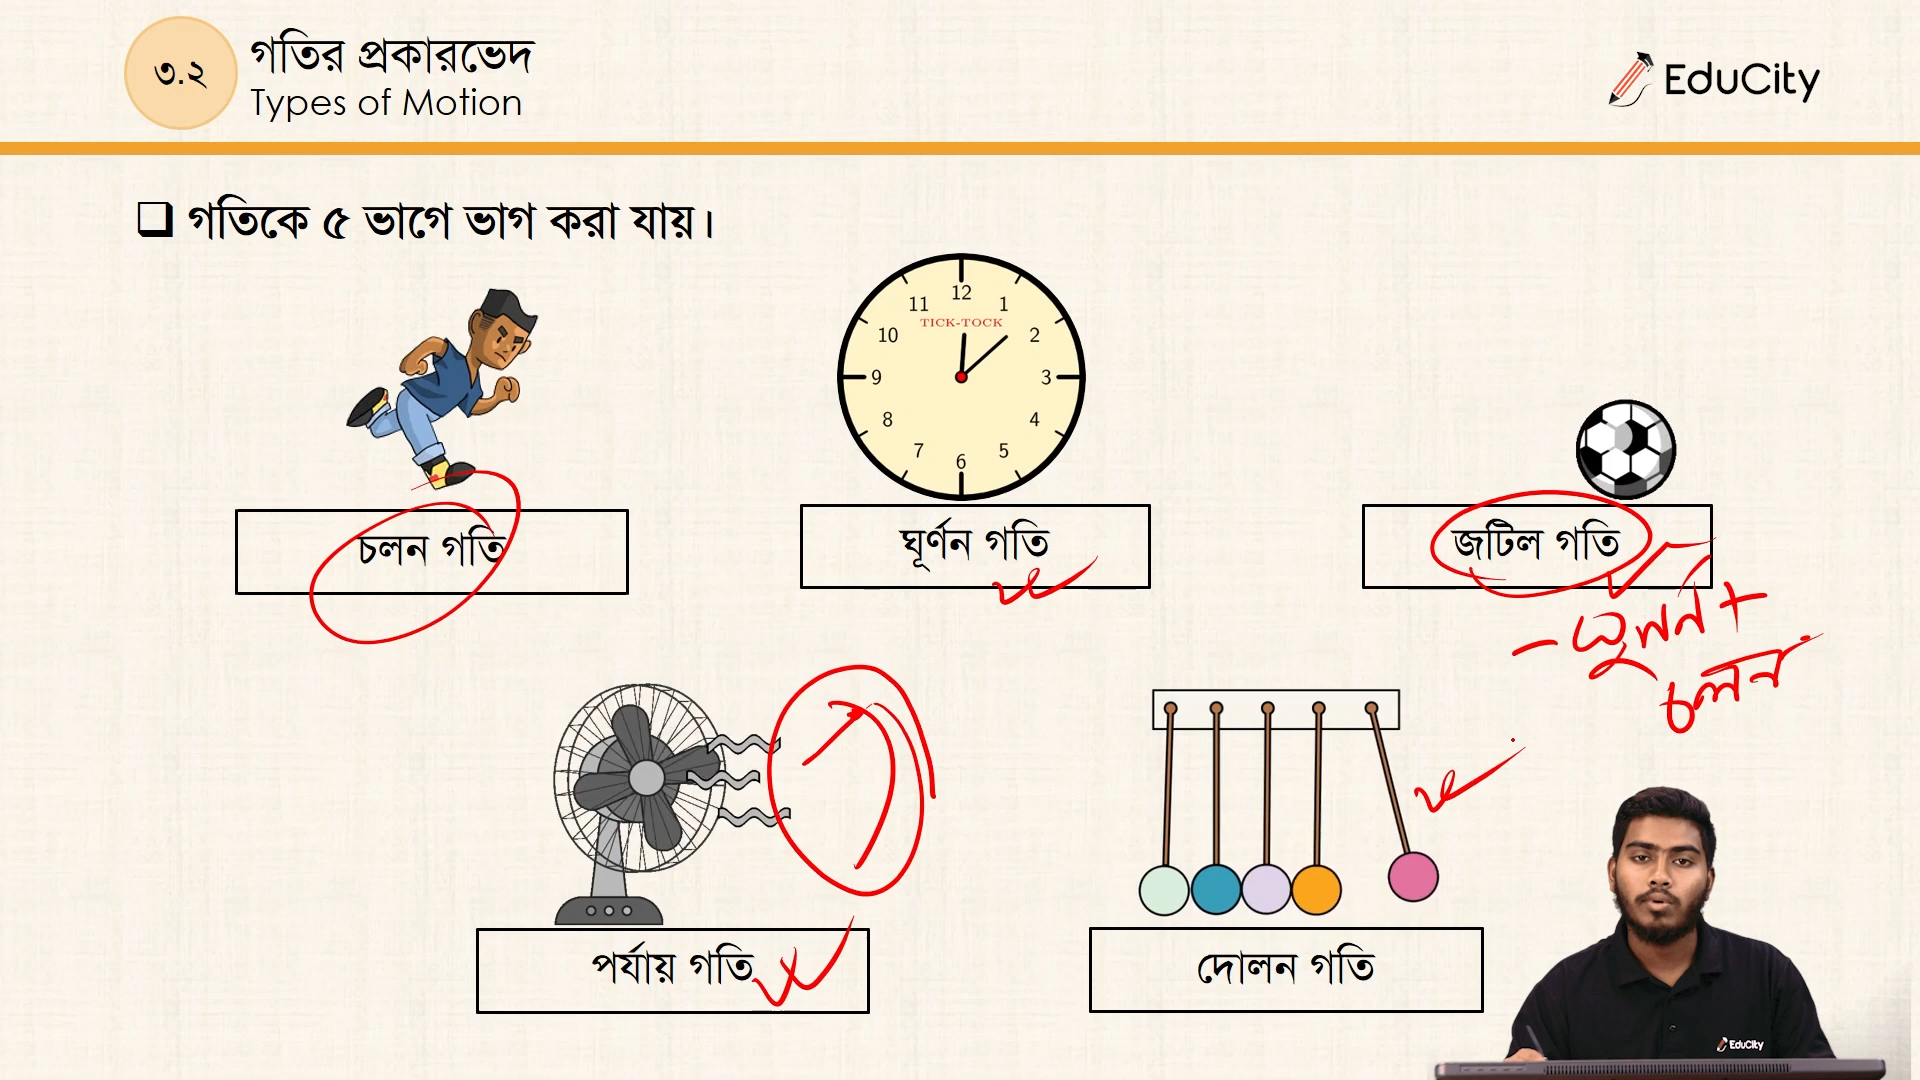 ৩.২
গতির প্রকারভেদ
Types of Motion
EduCity
❑ গতিকে ৫ ভাগে ভাগ করা যায়।
12
11
1
TICK-TOCK
10
2
9
3
8
4
7
5
6
চলন গতি
ঘূর্ণন গতি
জটিল গতি
- ঘুর্নন +
চলন
পর্যায় গতি
দোলন গতি
EduCity